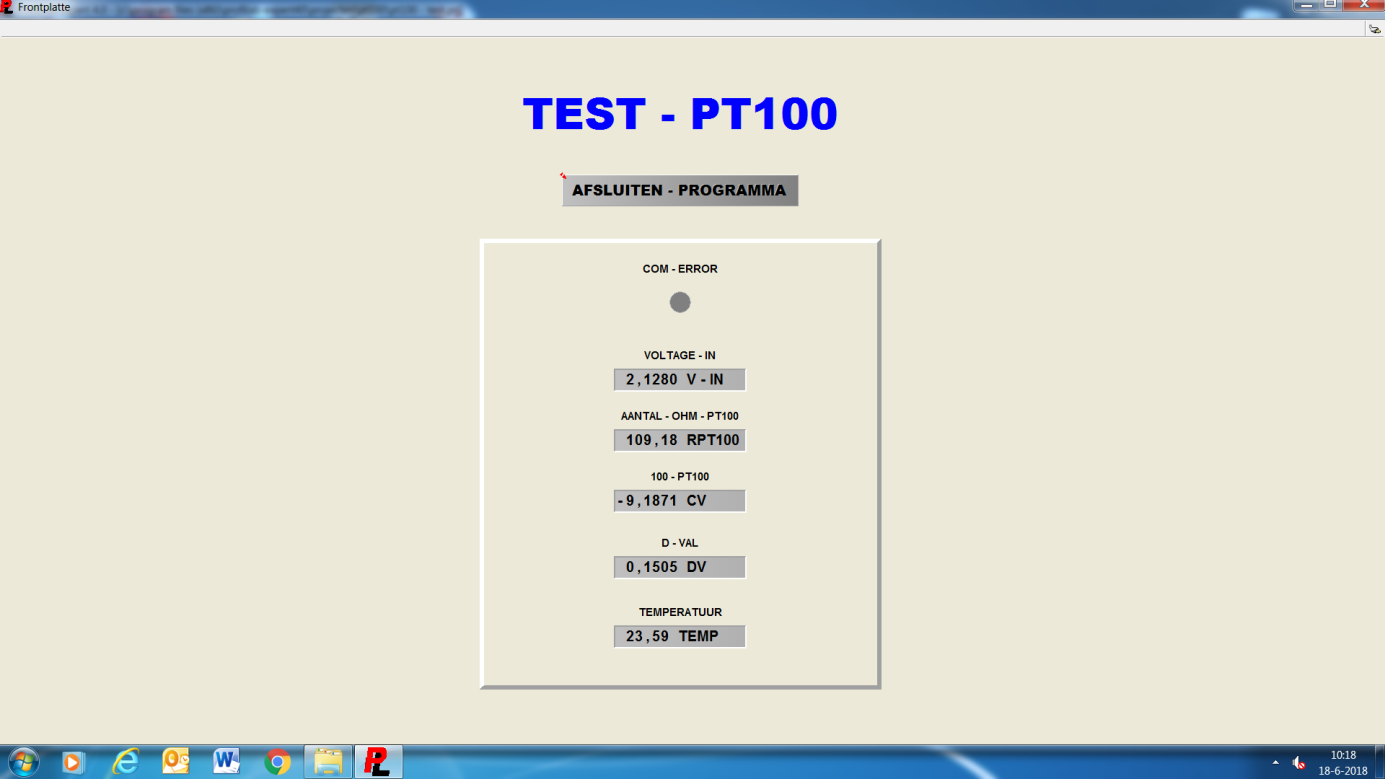 Frontplatte
TEST - PT100
AFSLUITEN - PROGRAMMA
COM - ERROR
VOLTAGE - IN
2,1280 V - IN
AANTAL - OHM - PT100
109,18 RPT100
100 - PT100
-9,1871 CV
D - VAL
0,1505 DV
TEMPERATUUR
23,59 TEMP
10:18
18-6-2018